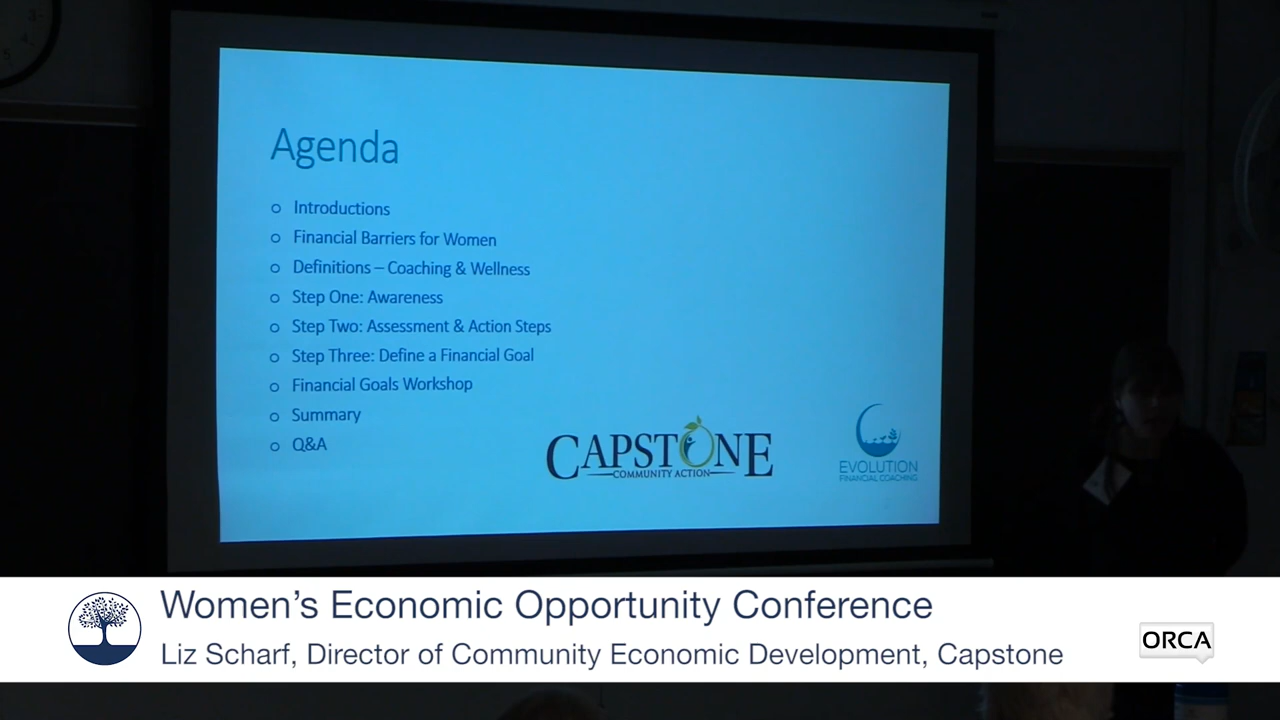 Agenda
Introductions
Financial Barriers for Women
Definitions – Coaching & Wellness
Step One: Awareness
Step Two: Assessment & Action Steps
Step Three: Define a Financial Goal
Financial Goals Workshop
Summary
Q&A
CAPSTONE
COMMUNITY ACTION
EVOLUTION
FINANCIAL COACHING
Women's Economic Opportunity Conference
Liz Scharf, Director of Community Economic Development, Capstone
ORCA